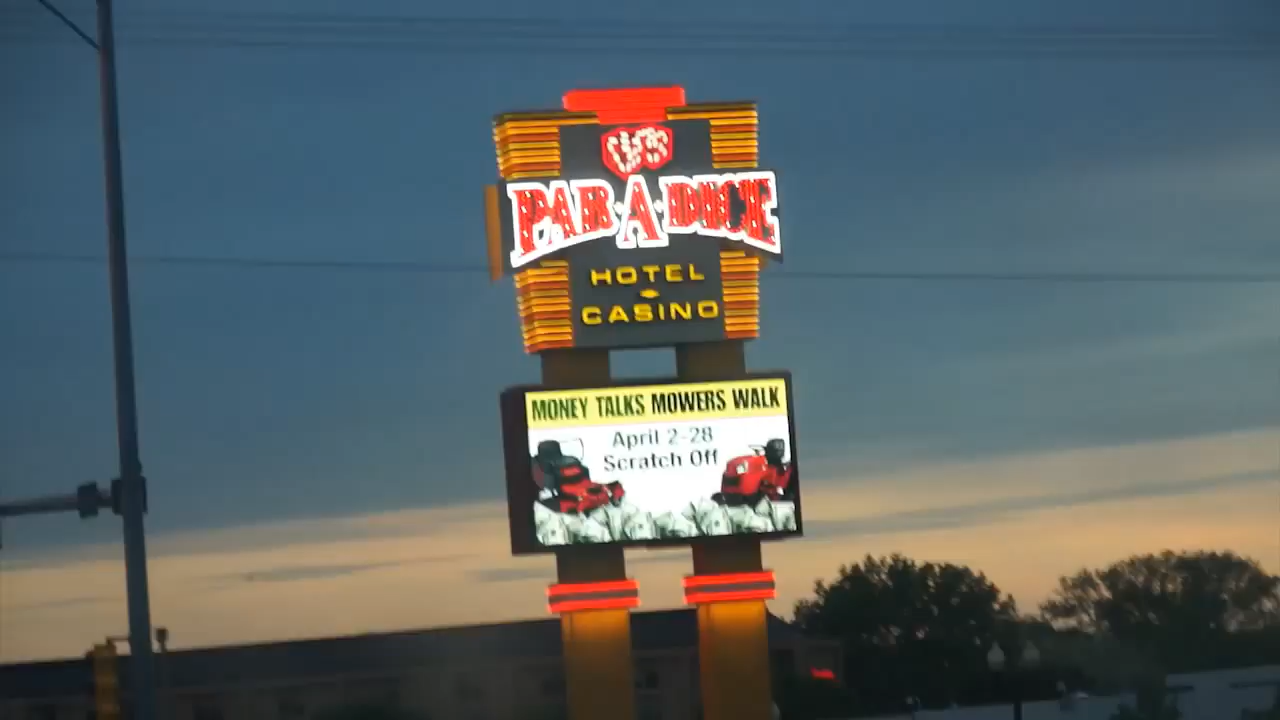 PAR-A-DICE
HOTEL
CASINO
MONEY TALKS MOWERS WALK
April 2-28
Scratch Off